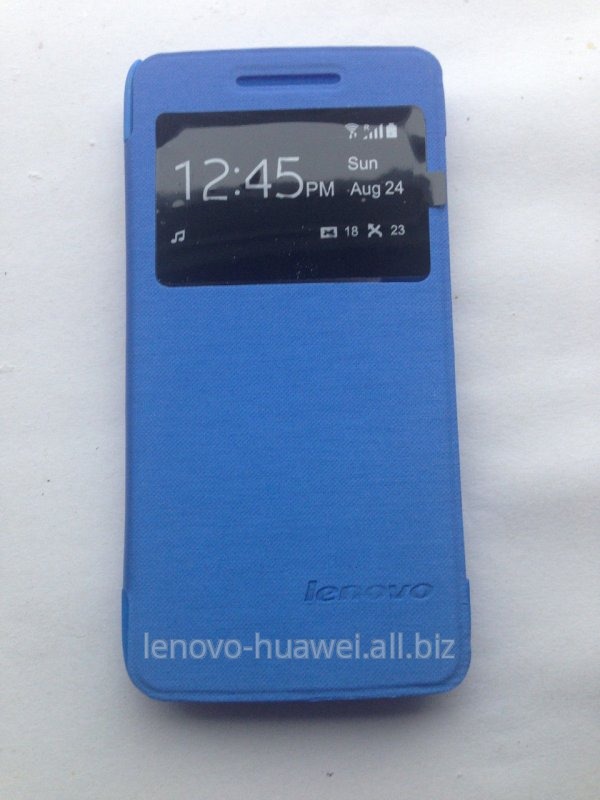 12:45PM Sun
Aug 24
18 23
lenovo
lenovo-huawei.all.biz